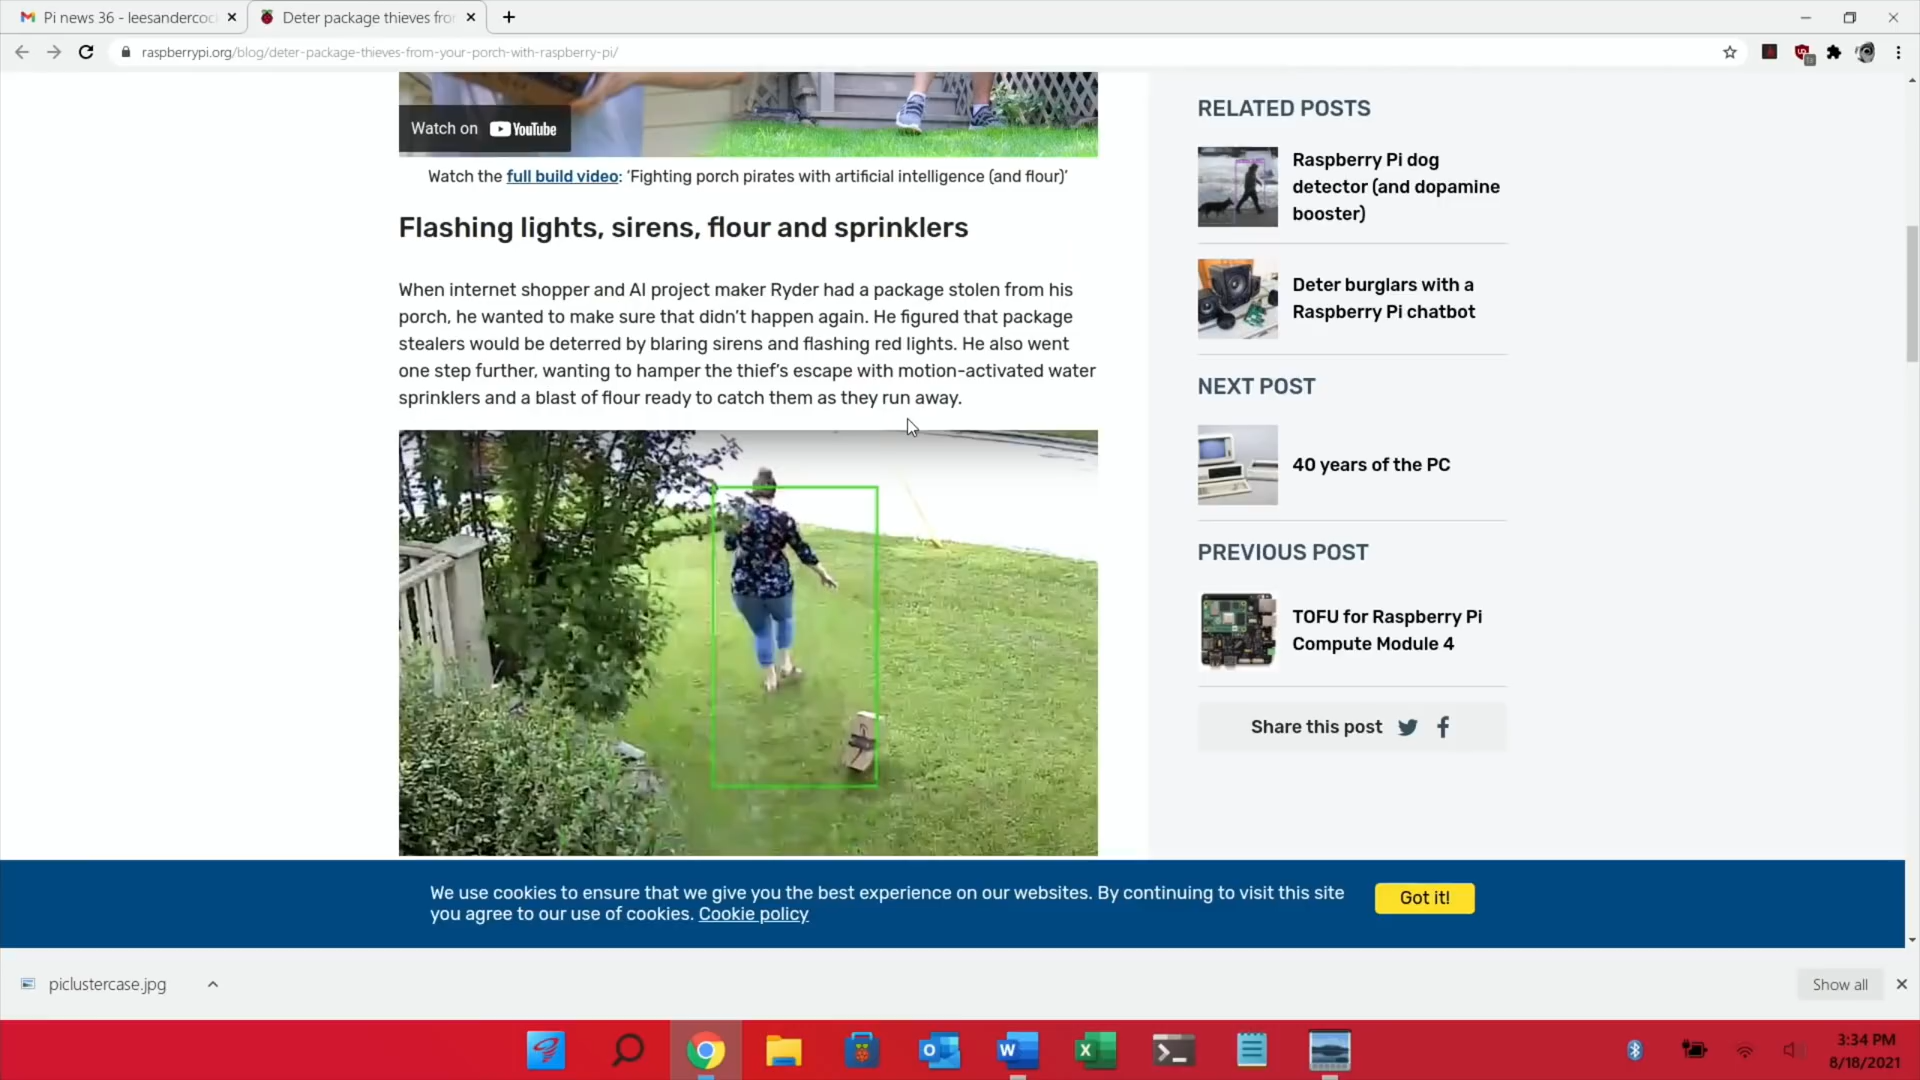 Pi news 36 - leesandercoc
Deter package thieves fro
raspberrypi.org/blog/deter-package-thieves-from-your-porch-with-raspberry-pi/
Watch on YouTube
Watch the full build video: ‘Fighting porch pirates with artificial intelligence (and flour)’
Flashing lights, sirens, flour and sprinklers
When internet shopper and AI project maker Ryder had a package stolen from his
porch, he wanted to make sure that didn’t happen again. He figured that package
stealers would be deterred by blaring sirens and flashing red lights. He also went
one step further, wanting to hamper the thief’s escape with motion-activated water
sprinklers and a blast of flour ready to catch them as they run away.
RELATED POSTS
Raspberry Pi dog
detector (and dopamine
booster)
Deter burglars with a
Raspberry Pi chatbot
NEXT POST
40 years of the PC
PREVIOUS POST
TOFU for Raspberry Pi
Compute Module 4
Share this post
We use cookies to ensure that we give you the best experience on our websites. By continuing to visit this site
you agree to our use of cookies. Cookie policy
Got it!
piclustercase.jpg
Show all
3:34 PM
8/18/2021